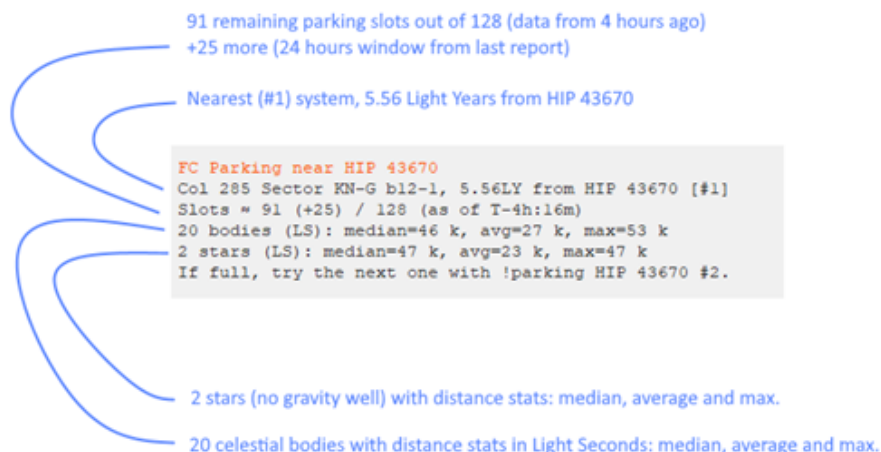 91 remaining parking slots out of 128 (data from 4 hours ago)
+25 more (24 hours window from last report)
Nearest (#1) system, 5.56 Light Years from HIP 43670
FC Parking near HIP 43670
Col 285 Sector KN-G b12-1, 5.56LY from HIP 43670 [#1]
Slots ≈ 91 (+25) / 128 (as of T-4h:16m)
20 bodies (LS): median=46 k, avg=27 k, max=53 k
2 stars (LS): median=47 k, avg=23 k, max=47 k
If full, try the next one with !parking HIP 43670 #2.
2 stars (no gravity well) with distance stats: median, average and max.
20 celestial bodies with distance stats in Light Seconds: median, average and max.